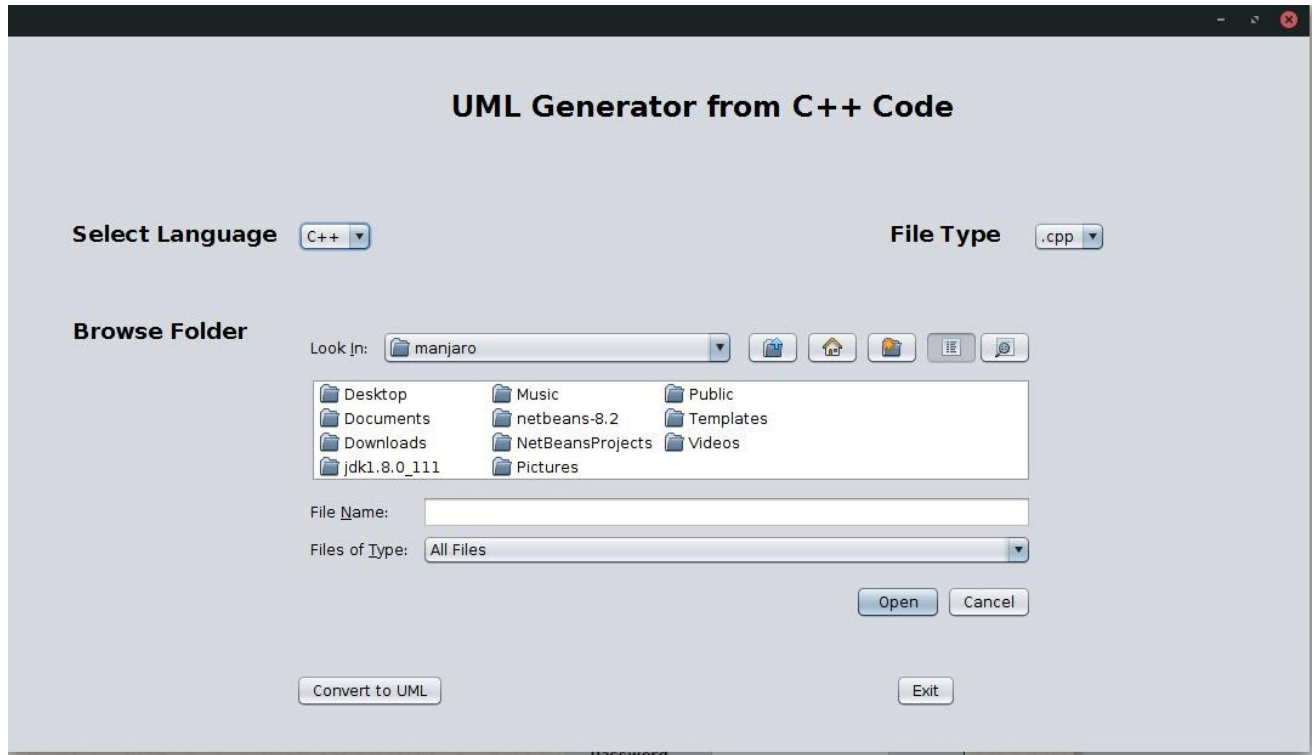 UML Generator from C++ Code
Select Language C++ File Type .cpp
Browse Folder
Look In: manjaro
Desktop Music Public
Documents netbeans-8.2 Templates
Downloads NetBeansProjects Videos
jdk1.8.0_111 Pictures
File Name:
Files of Type: All Files
Open Cancel
Convert to UML Exit
Password